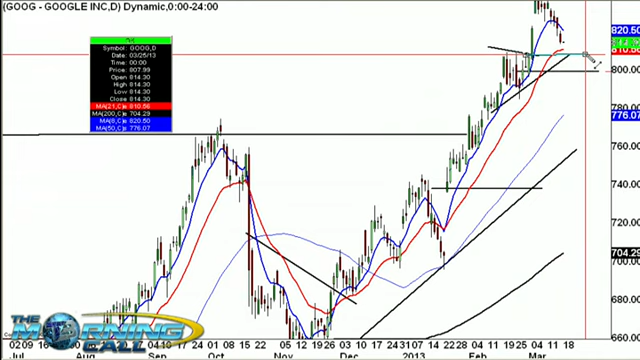 (GOOG - GOOGLE INC,D) Dynamic,0:00-24:00
Symbol : GOOG,D
Date : 03/25/13
Time : 00:00
Price : 807.99
Open : 814.30
High : 814.30
Low : 814.30
Close : 814.30
MA(21,C)= 810.56
MA(200,C)= 704.29
MA(8,C)= 820.50
MA(50,C)= 776.07
820.50
810.56
800.00
776.07
760.00
740.00
720.00
704.29
700.00
680.00
660.00
THE MORNING CALL
Jul Aug Sep Oct Nov Dec 2013 Feb Mar